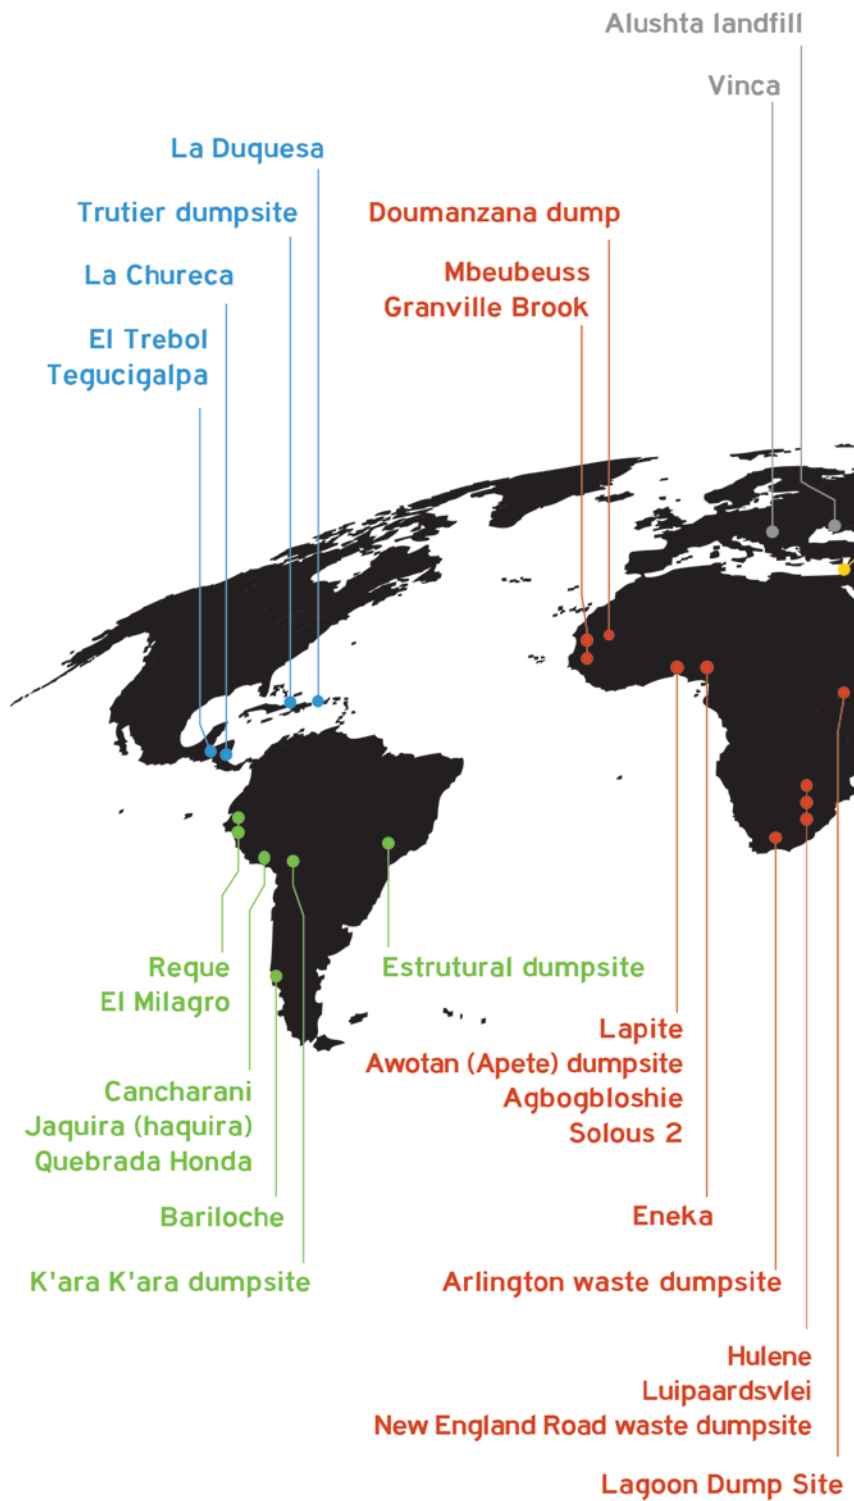 Alushta landfill
Vinca
La Duquesa
Trutier dumpsite
Doumanzana dump
La Chureca
Mbeubeuss
Granville Brook
El Trebol
Tegucigalpa
Reque
El Milagro
Estrutural dumpsite
Lapite
Awotan (Apete) dumpsite
Agbogbloshie
Solous 2
Cancharani
Jaquira (haquira)
Quebrada Honda
Bariloche
Eneka
K'ara K'ara dumpsite
Arlington waste dumpsite
Hulene
Luipaardsvlei
New England Road waste dumpsite
Lagoon Dump Site